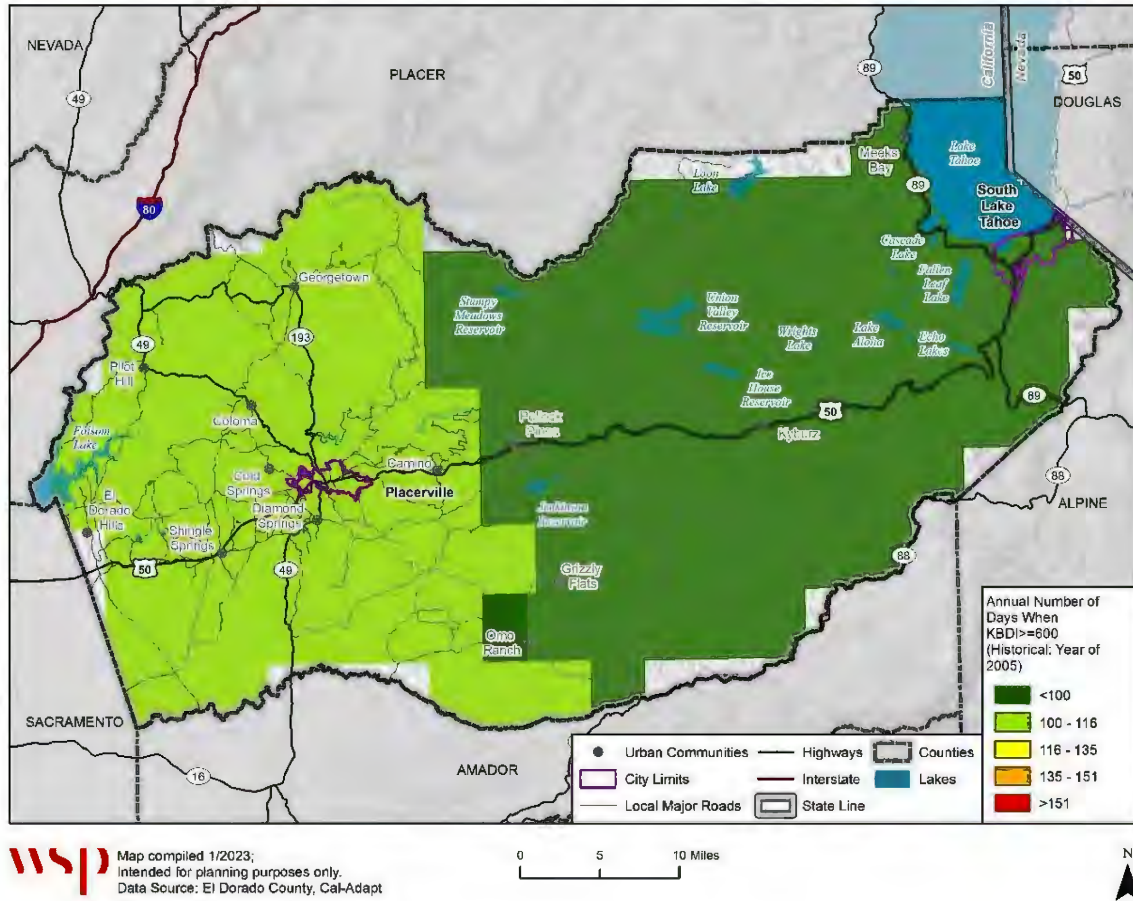 NEVADA
PLACER
89
California
Nevada
50
DOUGLAS
49
80
Meeks
Bay
Lake
Tahoe
Loon
Lake
89
South
Lake
Tahoe
Cascade
Lake
Fallen
Leaf
Lake
Georgetown
Stumpy
Meadows
Reservoir
Union
Valley
Reservoir
Wrights
Lake
Lake
Aloha
Echo
Lakes
49
193
Pilot
Hill
Ice
House
Reservoir
50
89
Coloma
Pollock
Pines
Kyburz
Folsom
Lake
Camino
Cold
Springs
Placerville
88
El
Dorado
Hills
Diamond
Springs
Jenkinson
Reservoir
ALPINE
Shingle
Springs
50
49
Grizzly
Flats
88
Omo
Ranch
SACRAMENTO
16
AMADOR
Annual Number of
Days When
KBDI>=600
(Historical: Year of
2005)
<100
100 - 116
116 - 135
135 - 151
>151
Urban Communities
Highways
Counties
City Limits
Interstate
Lakes
Local Major Roads
State Line
wsp
Map compiled 1/2023;
Intended for planning purposes only.
Data Source: El Dorado County, Cal-Adapt
0 5 10 Miles
N